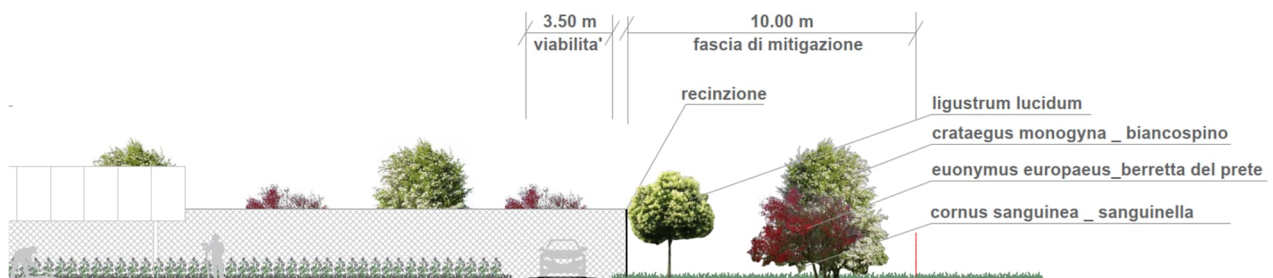 3.50 m
viabilita'
10.00 m
fascia di mitigazione
recinzione
ligustrum lucidum
crataegus monogyna _ biancospino
euonymus europaeus_berretta del prete
cornus sanguinea _ sanguinella